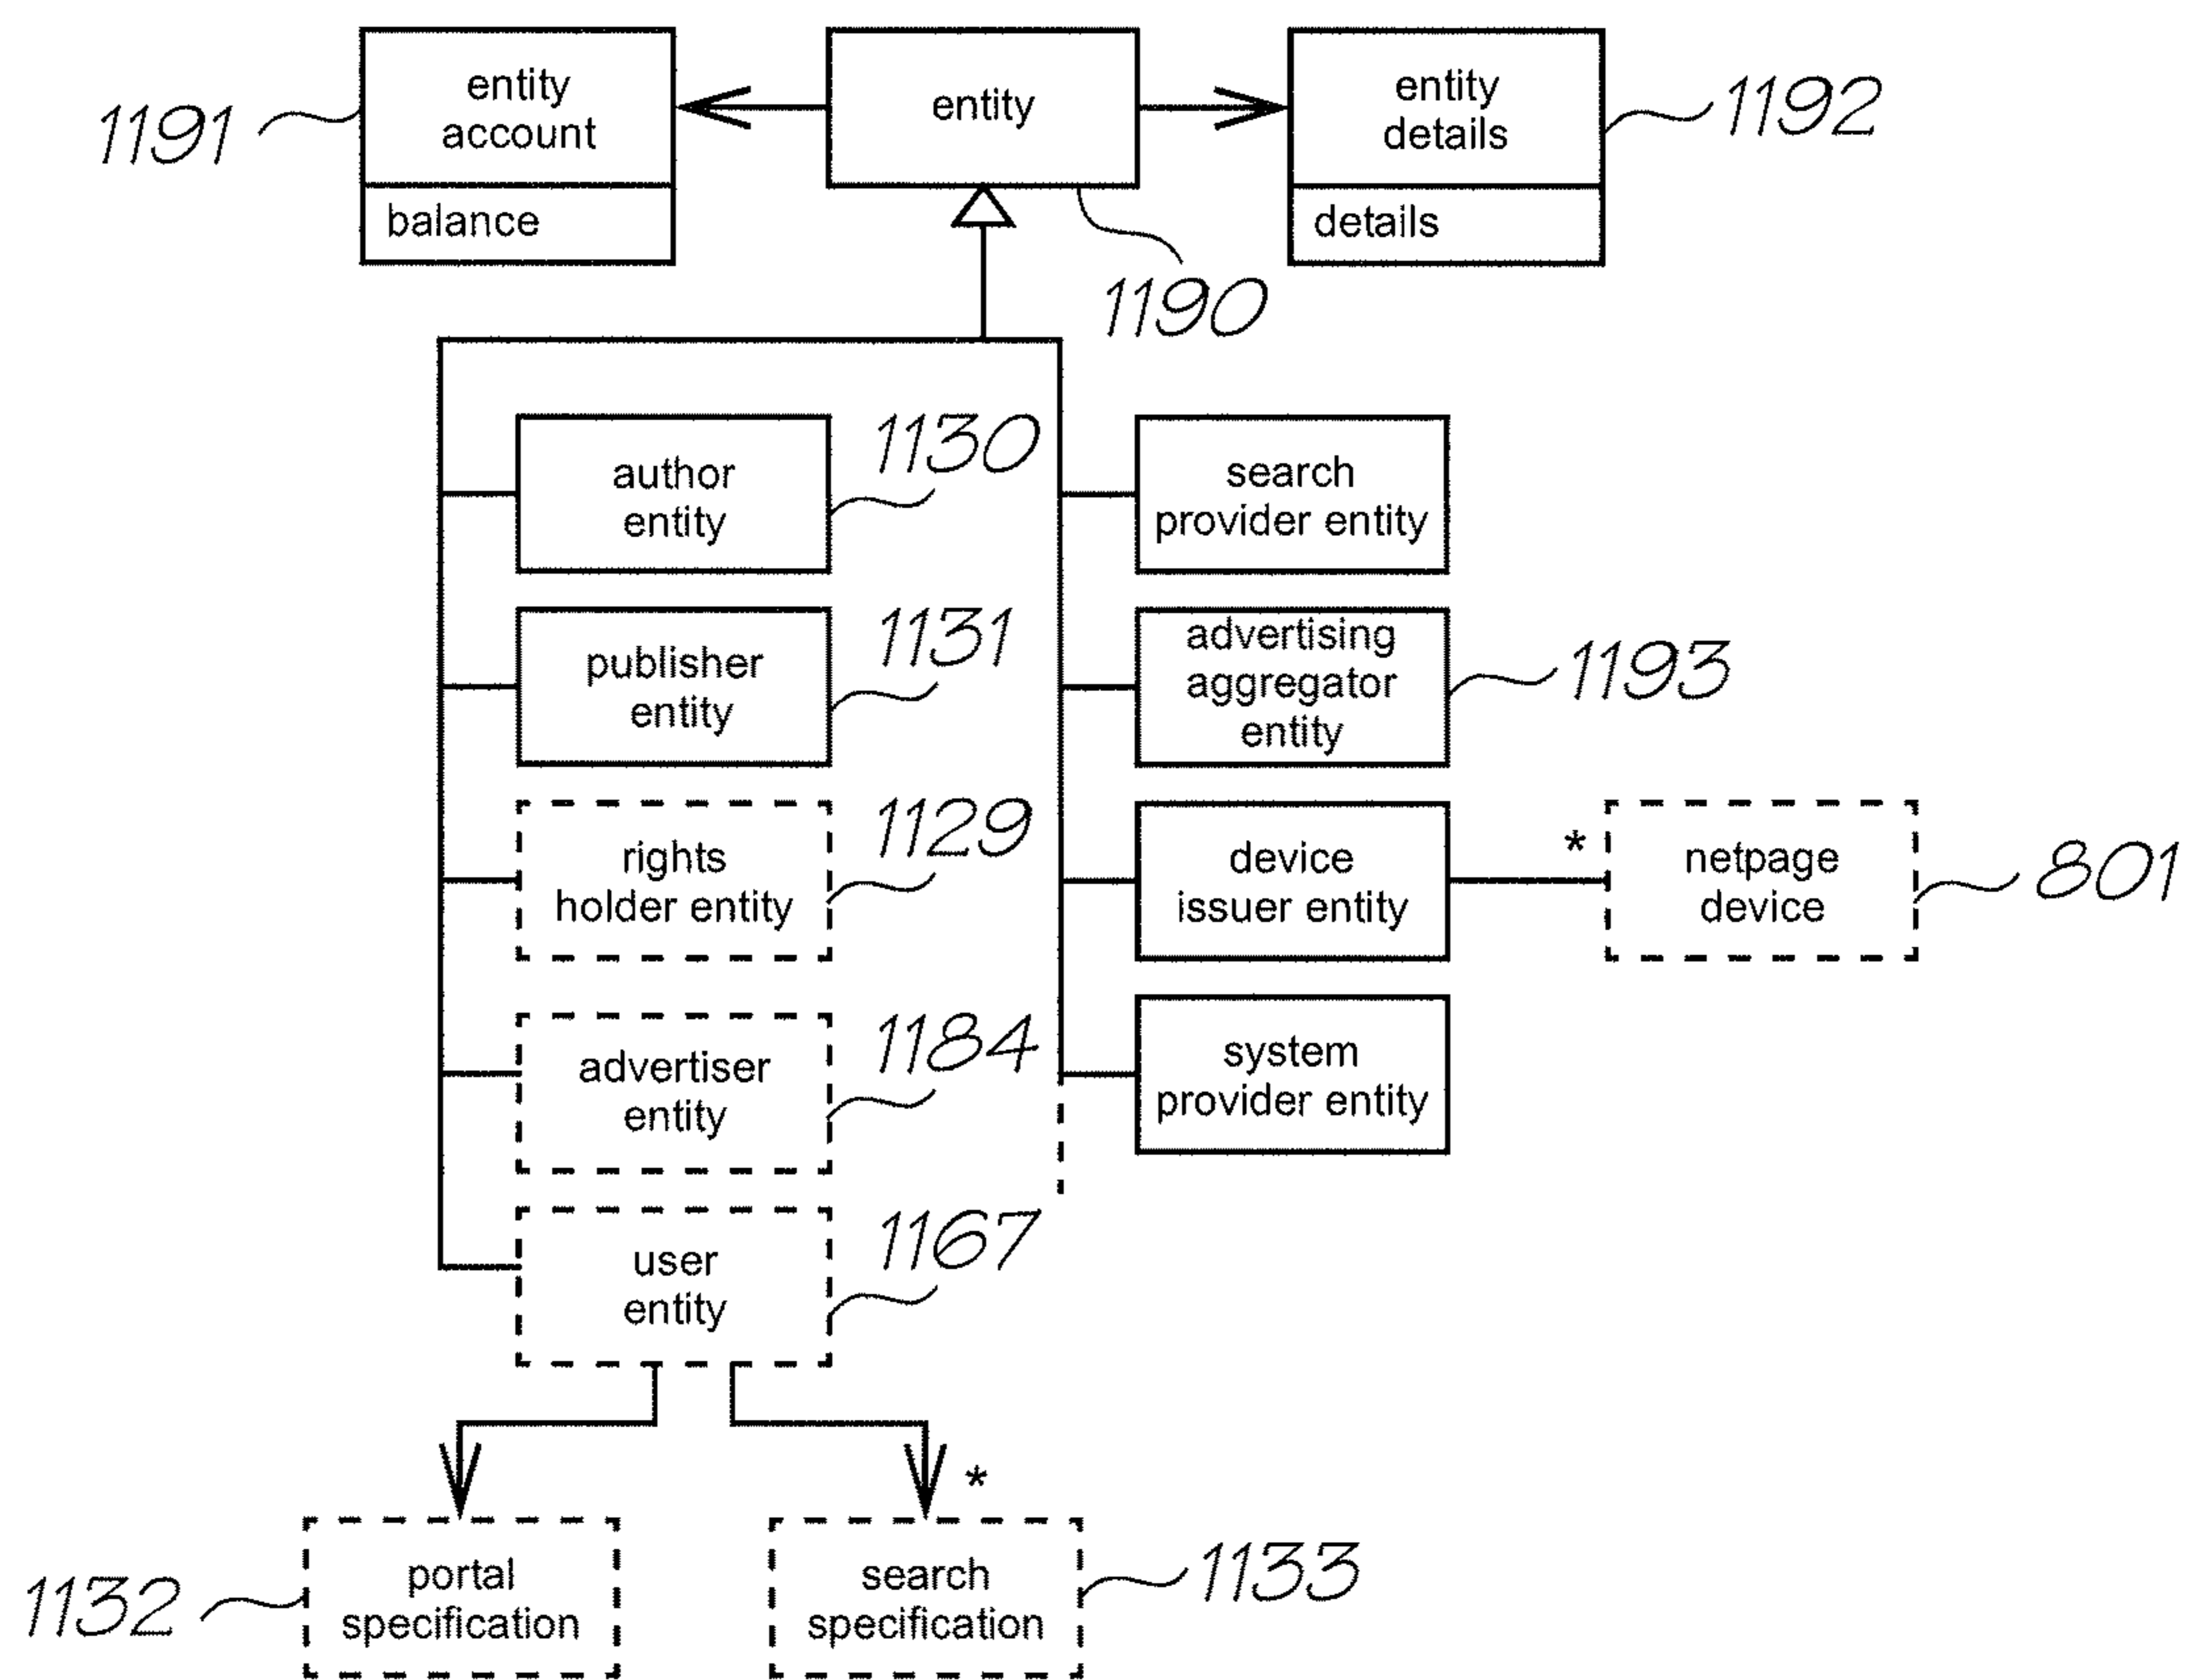 entity
account
balance
1191
entity
1190
entity
details
details
1192
author
entity
1130
publisher
entity
1131
rights
holder entity
1129
advertiser
entity
1184
user
entity
1167
search
provider entity
advertising
aggregator
entity
1193
device
issuer entity
*
netpage
device
801
system
provider entity
portal
specification
1132
*
search
specification
1133